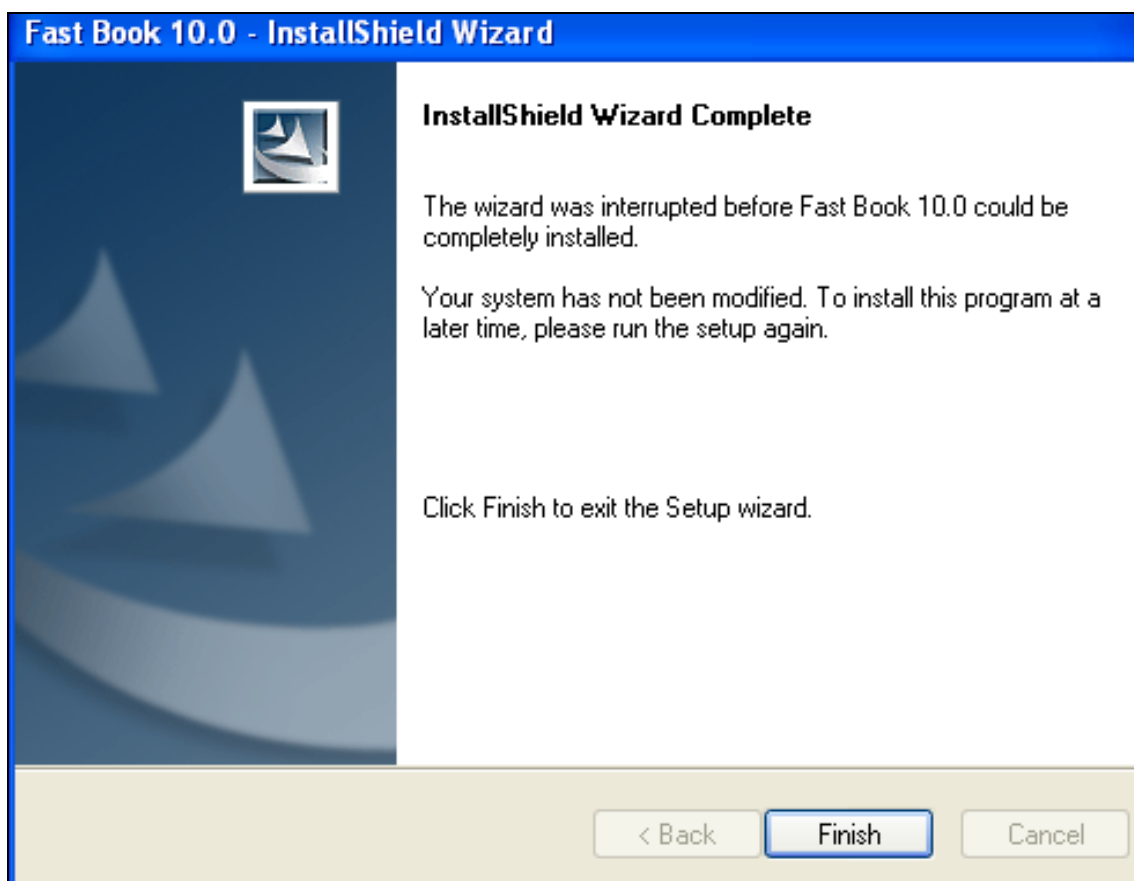 Fast Book 10.0 - InstallShield Wizard
InstallShield Wizard Complete
The wizard was interrupted before Fast Book 10.0 could be
completely installed.
Your system has not been modified. To install this program at a
later time, please run the setup again.
Click Finish to exit the Setup wizard.
< Back Finish Cancel